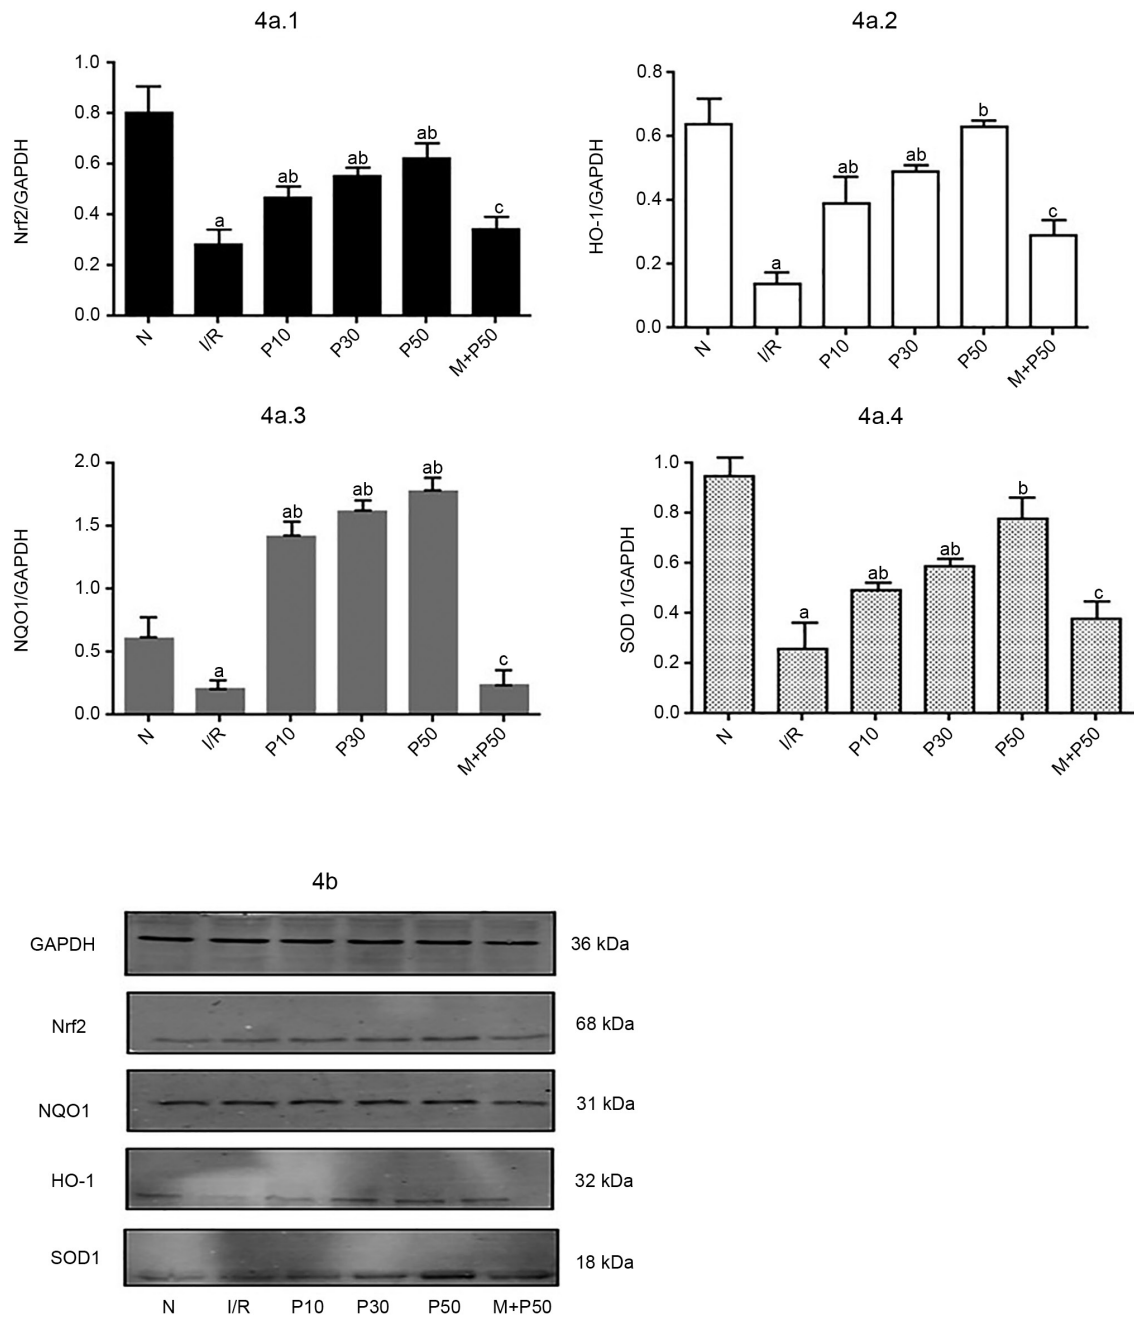 4a.1
Nrf2/GAPDH
1.0
0.8
0.6
0.4
0.2
0.0
a
ab
ab
ab
c
N
I/R
P10
P30
P50
M+P50
4a.2
HO-1/GAPDH
0.8
0.6
0.4
0.2
0.0
a
ab
ab
b
c
N
I/R
P10
P30
P50
M+P50
4a.3
NQO1/GAPDH
2.0
1.5
1.0
0.5
0.0
a
ab
ab
ab
c
N
I/R
P10
P30
P50
M+P50
4a.4
SOD 1/GAPDH
1.0
0.8
0.6
0.4
0.2
0.0
a
ab
ab
b
c
N
I/R
P10
P30
P50
M+P50
4b
GAPDH 36 kDa
Nrf2 68 kDa
NQO1 31 kDa
HO-1 32 kDa
SOD1 18 kDa
N I/R P10 P30 P50 M+P50